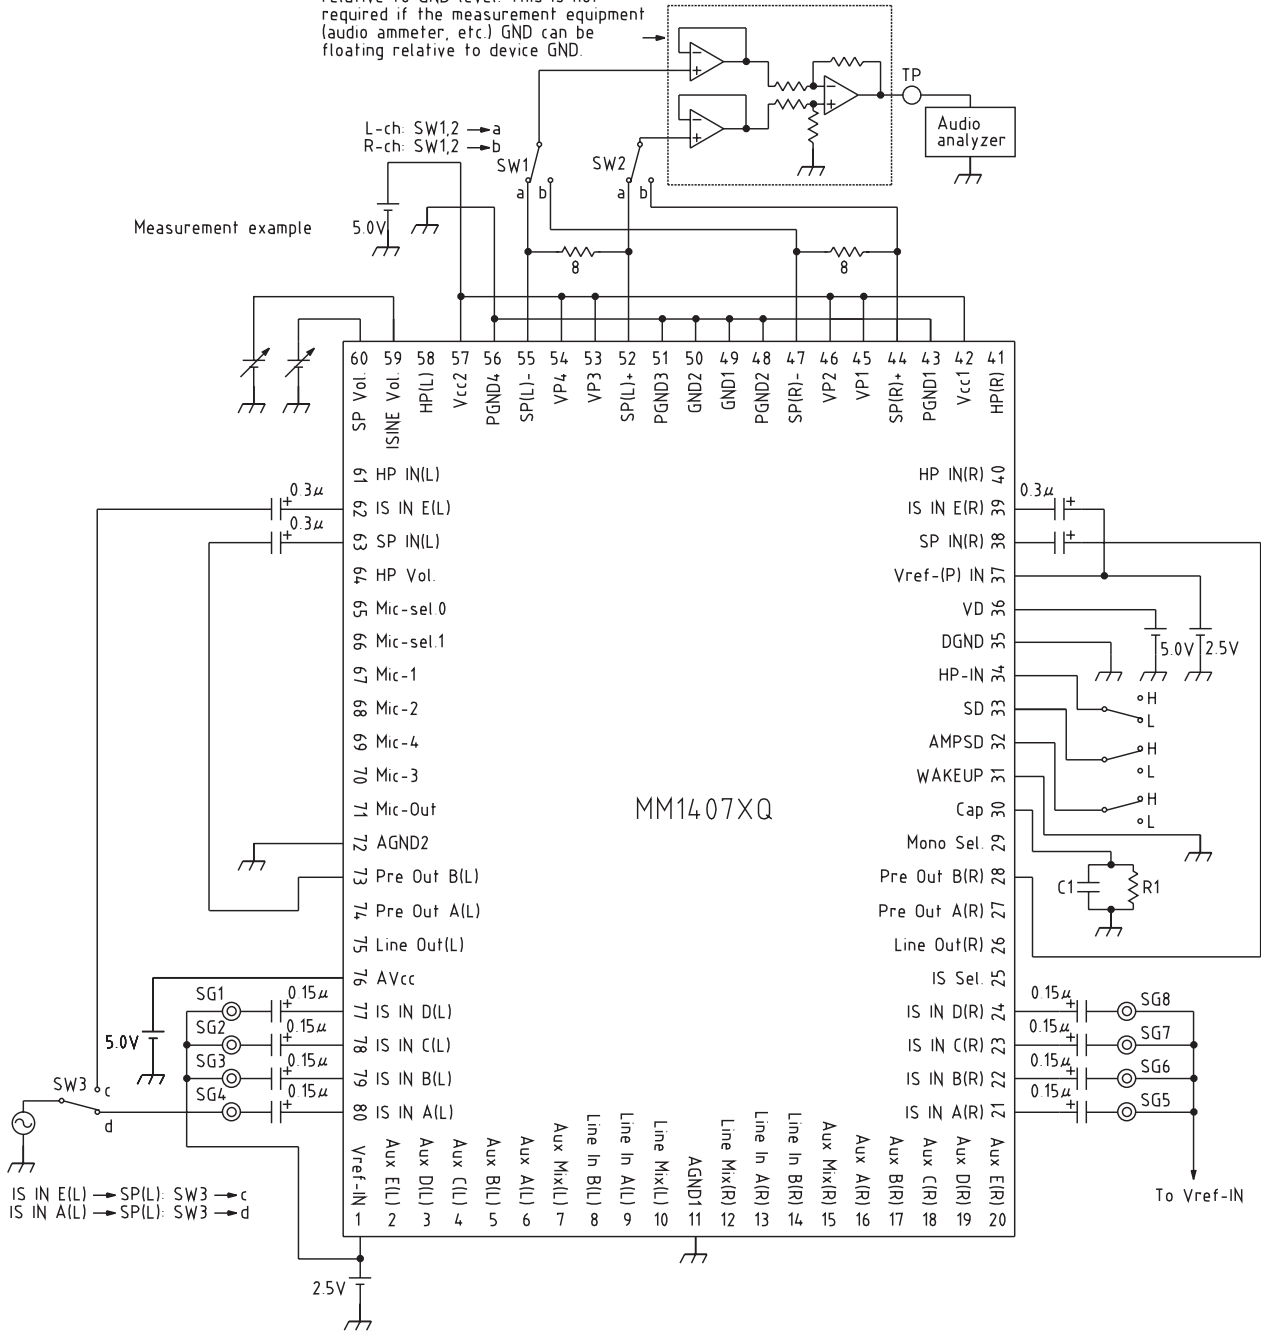 required if the measurement equipment
(audio ammeter, etc.) GND can be
floating relative to device GND.
TP
Audio
analyzer
L-ch: SW1,2 → a
R-ch: SW1,2 → b
SW1
SW2
a b
a b
Measurement example
5.0V
8
8
60 59 58 57 56 55 54 53 52 51 50 49 48 47 46 45 44 43 42 41
SP Vol.
ISINE Vol.
HP(L)
Vcc2
PGND4
SP(L)-
VP4
VP3
SP(L)+
PGND3
GND2
GND1
PGND2
SP(R)-
VP2
VP1
SP(R)+
PGND1
Vcc1
HP(R)
61 HP IN(L)
0.3μ
+
62 IS IN E(L)
0.3μ
+
63 SP IN(L)
64 HP Vol.
65 Mic-sel.0
66 Mic-sel.1
67 Mic-1
68 Mic-2
69 Mic-4
70 Mic-3
71 Mic-Out
72 AGND2
73 Pre Out B(L)
74 Pre Out A(L)
75 Line Out(L)
76 AVcc
77 IS IN D(L)
78 IS IN C(L)
79 IS IN B(L)
80 IS IN A(L)
MM1407XQ
HP IN(R) 40
IS IN E(R) 39
0.3μ
+
SP IN(R) 38
+
Vref-(P) IN 37
VD 36
DGND 35
5.0V
2.5V
HP-IN 34
H
L
SD 33
H
L
AMPSD 32
H
L
WAKEUP 31
Cap 30
Mono Sel. 29
C1
R1
Pre Out B(R) 28
Pre Out A(R) 27
Line Out(R) 26
IS Sel. 25
IS IN D(R) 24
IS IN C(R) 23
IS IN B(R) 22
IS IN A(R) 21
0.15μ
+
SG8
0.15μ
+
SG7
0.15μ
+
SG6
0.15μ
+
SG5
To Vref-IN
SG1
0.15μ
+
SG2
0.15μ
+
SG3
0.15μ
+
SG4
0.15μ
+
5.0V
SW3
c
d
IS IN E(L) → SP(L): SW3 → c
IS IN A(L) → SP(L): SW3 → d
Vref-IN
Aux E(L)
Aux D(L)
Aux C(L)
Aux B(L)
Aux A(L)
Aux Mix(L)
Line In B(L)
Line In A(L)
Line Mix(L)
AGND1
Line Mix(R)
Line In A(R)
Line In B(R)
Aux Mix(R)
Aux A(R)
Aux B(R)
Aux C(R)
Aux D(R)
Aux E(R)
1 2 3 4 5 6 7 8 9 10 11 12 13 14 15 16 17 18 19 20
2.5V